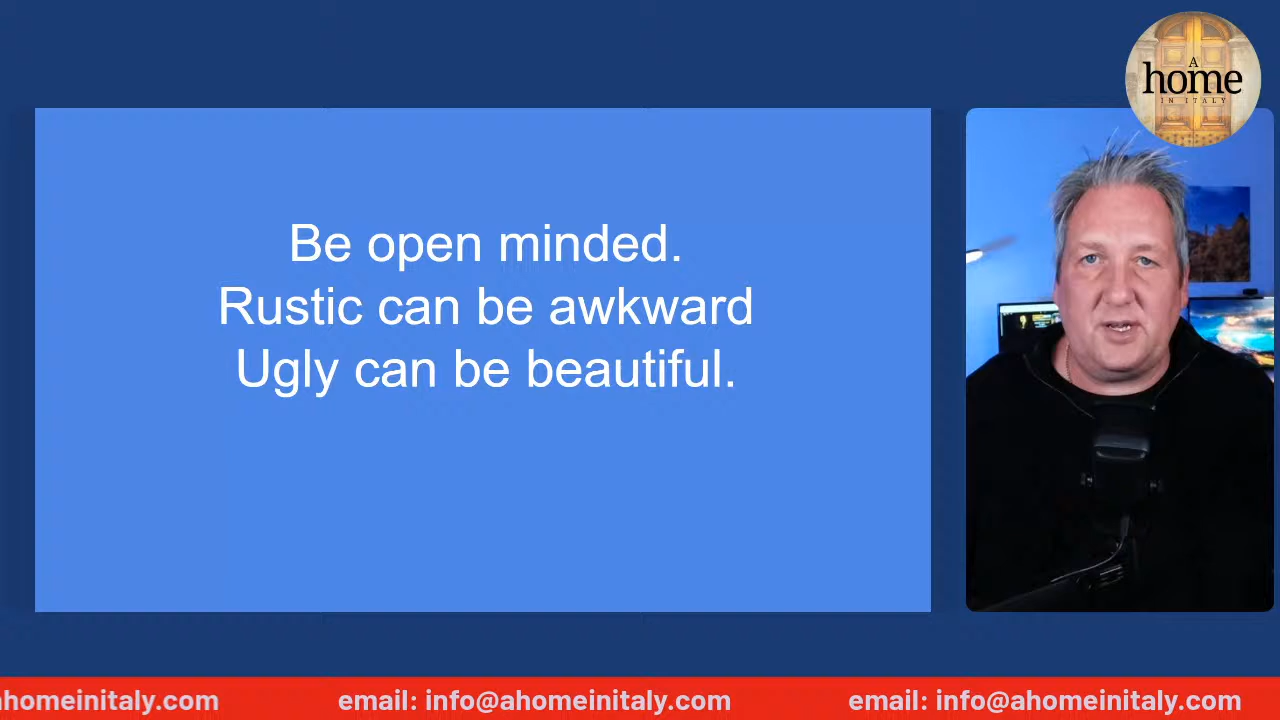 A
home
IN ITALY
Be open minded.
Rustic can be awkward
Ugly can be beautiful.
ahomeinitaly.com email: info@ahomeinitaly.com email: info@ahomeinitaly.com